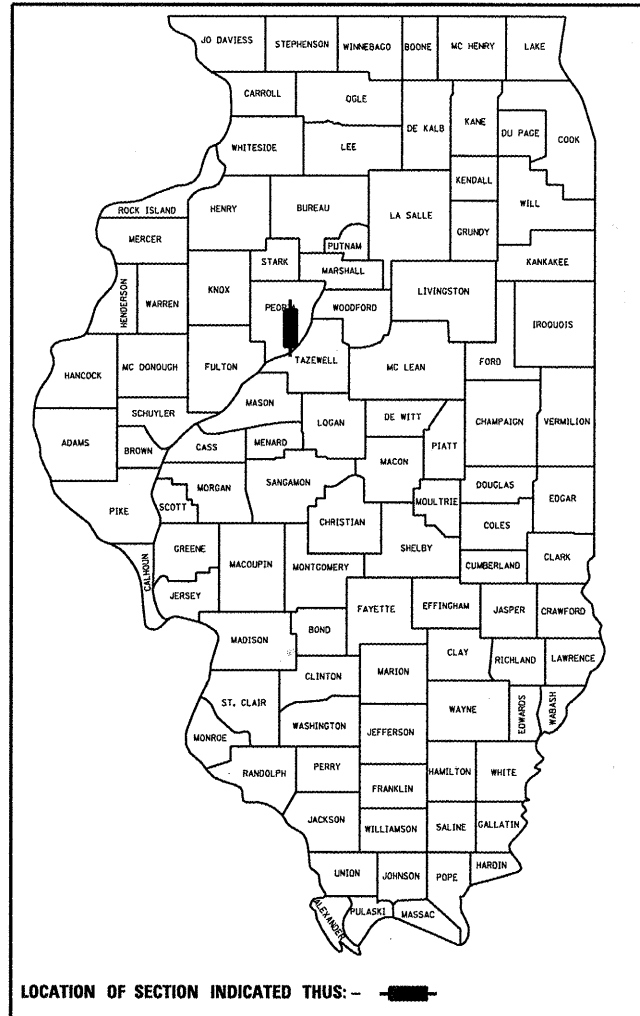 JO DAVIESS
STEPHENSON
WINNEBAGO
BOONE
MC HENRY
LAKE
CARROLL
OGLE
DE KALB
KANE
DU PAGE
COOK
WHITESIDE
LEE
KENDALL
WILL
ROCK ISLAND
HENRY
BUREAU
LA SALLE
GRUNDY
MERCER
PUTNAM
KANKAKEE
STARK
MARSHALL
HENDERSON
WARREN
KNOX
PEORIA
WOODFORD
LIVINGSTON
IROQUOIS
HANCOCK
MC DONOUGH
FULTON
TAZEWELL
MC LEAN
FORD
SCHUYLER
MASON
LOGAN
DE WITT
CHAMPAIGN
VERMILION
ADAMS
BROWN
CASS
MENARD
PIATT
MACON
PIKE
SCOTT
MORGAN
SANGAMON
MOULTRIE
DOUGLAS
EDGAR
CHRISTIAN
COLES
CALHOUN
GREENE
MACOUPIN
MONTGOMERY
SHELBY
CUMBERLAND
CLARK
JERSEY
FAYETTE
EFFINGHAM
JASPER
CRAWFORD
MADISON
BOND
CLAY
RICHLAND
LAWRENCE
CLINTON
MARION
ST. CLAIR
WAYNE
EDWARDS
WABASH
MONROE
WASHINGTON
JEFFERSON
RANDOLPH
PERRY
HAMILTON
WHITE
FRANKLIN
JACKSON
WILLIAMSON
SALINE
GALLATIN
UNION
JOHNSON
POPE
HARDIN
ALEXANDER
PULASKI
MASSAC
LOCATION OF SECTION INDICATED THUS: -